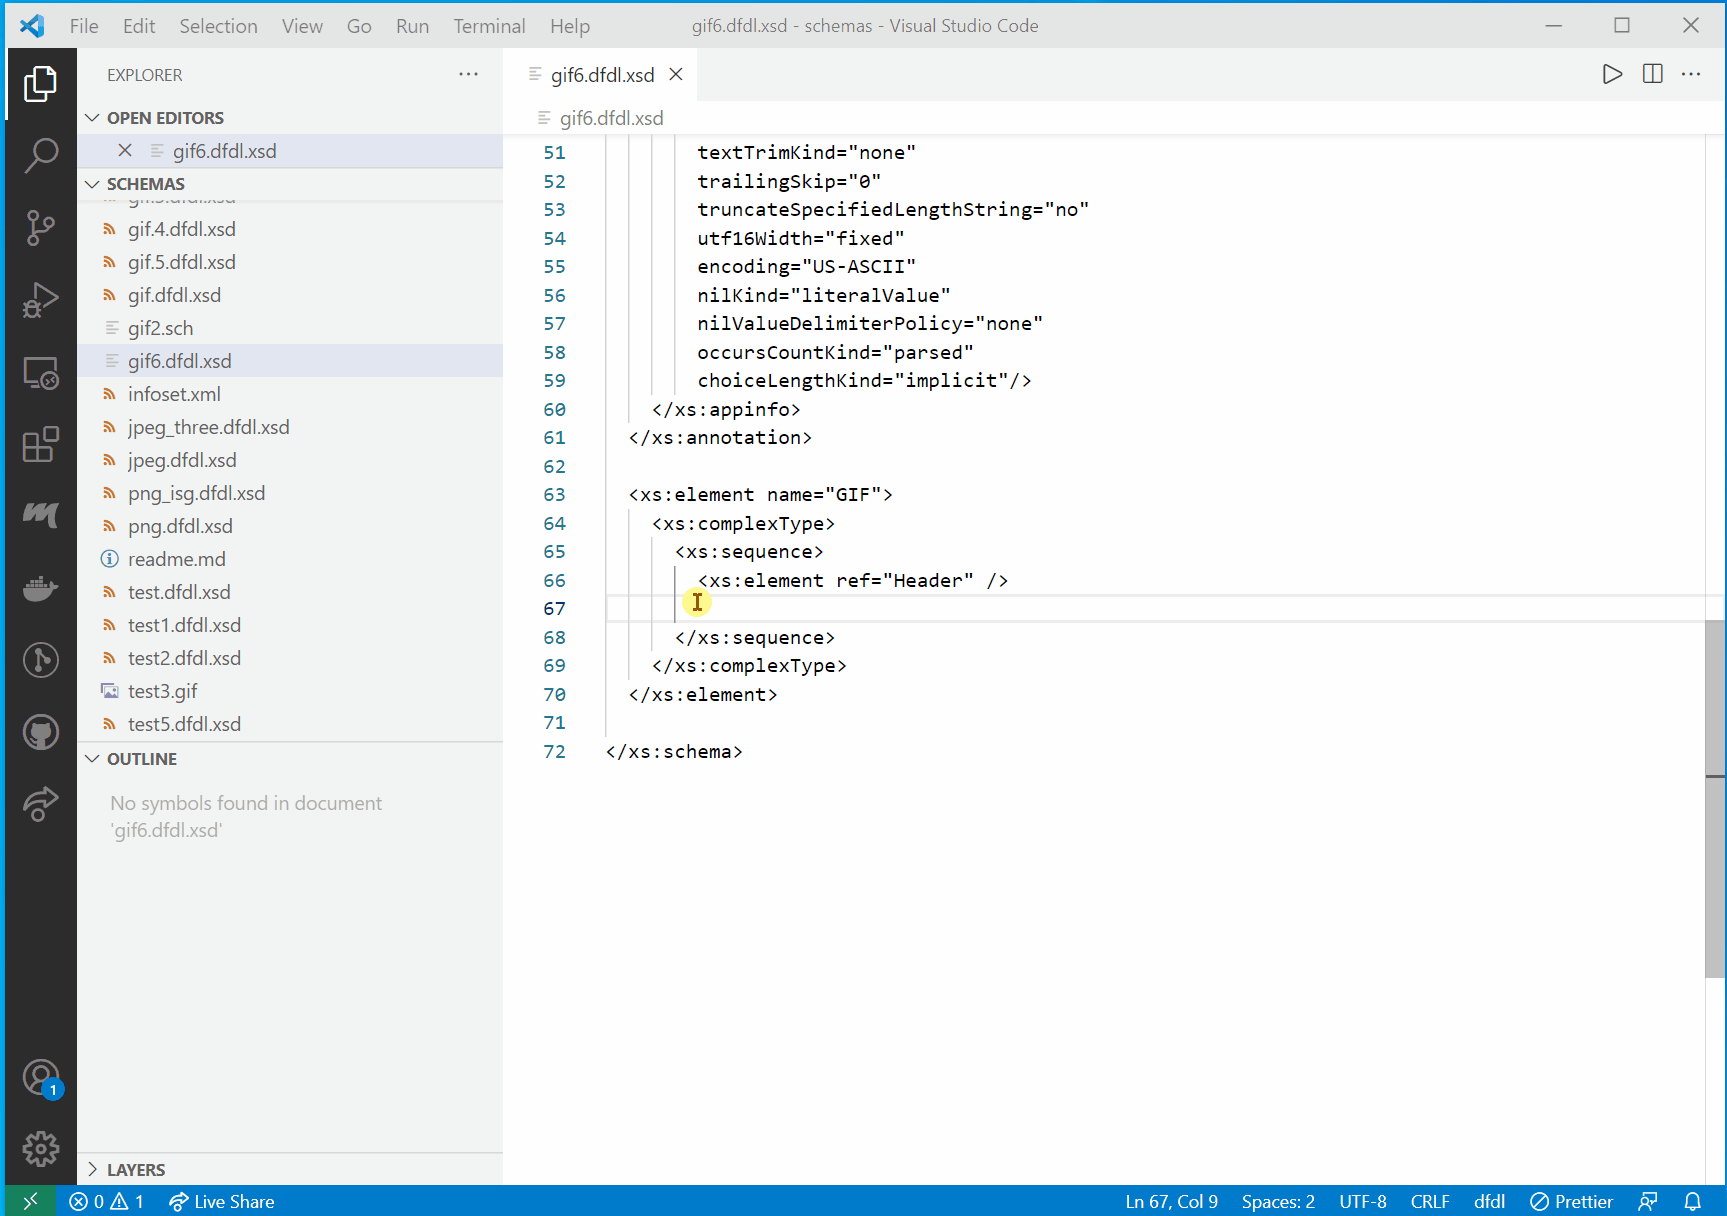 File Edit Selection View Go Run Terminal Help gif6.dfdl.xsd - schemas - Visual Studio Code
EXPLORER
OPEN EDITORS
gif6.dfdl.xsd
SCHEMAS
gif.4.dfdl.xsd
gif.5.dfdl.xsd
gif.dfdl.xsd
gif2.sch
gif6.dfdl.xsd
infoset.xml
jpeg_three.dfdl.xsd
jpeg.dfdl.xsd
png_isg.dfdl.xsd
png.dfdl.xsd
readme.md
test.dfdl.xsd
test1.dfdl.xsd
test2.dfdl.xsd
test3.gif
test5.dfdl.xsd
OUTLINE
No symbols found in document
'gif6.dfdl.xsd'
LAYERS
gif6.dfdl.xsd
gif6.dfdl.xsd
51 textTrimKind="none"
52 trailingSkip="0"
53 truncateSpecifiedLengthString="no"
54 utf16Width="fixed"
55 encoding="US-ASCII"
56 nilKind="literalValue"
57 nilValueDelimiterPolicy="none"
58 occursCountKind="parsed"
59 choiceLengthKind="implicit"/>
60 </xs:appinfo>
61 </xs:annotation>
62
63 <xs:element name="GIF">
64 <xs:complexType>
65 <xs:sequence>
66 <xs:element ref="Header" />
67
68 </xs:sequence>
69 </xs:complexType>
70 </xs:element>
71
72 </xs:schema>
1
0 1 Live Share Ln 67, Col 9 Spaces: 2 UTF-8 CRLF dfdl Prettier